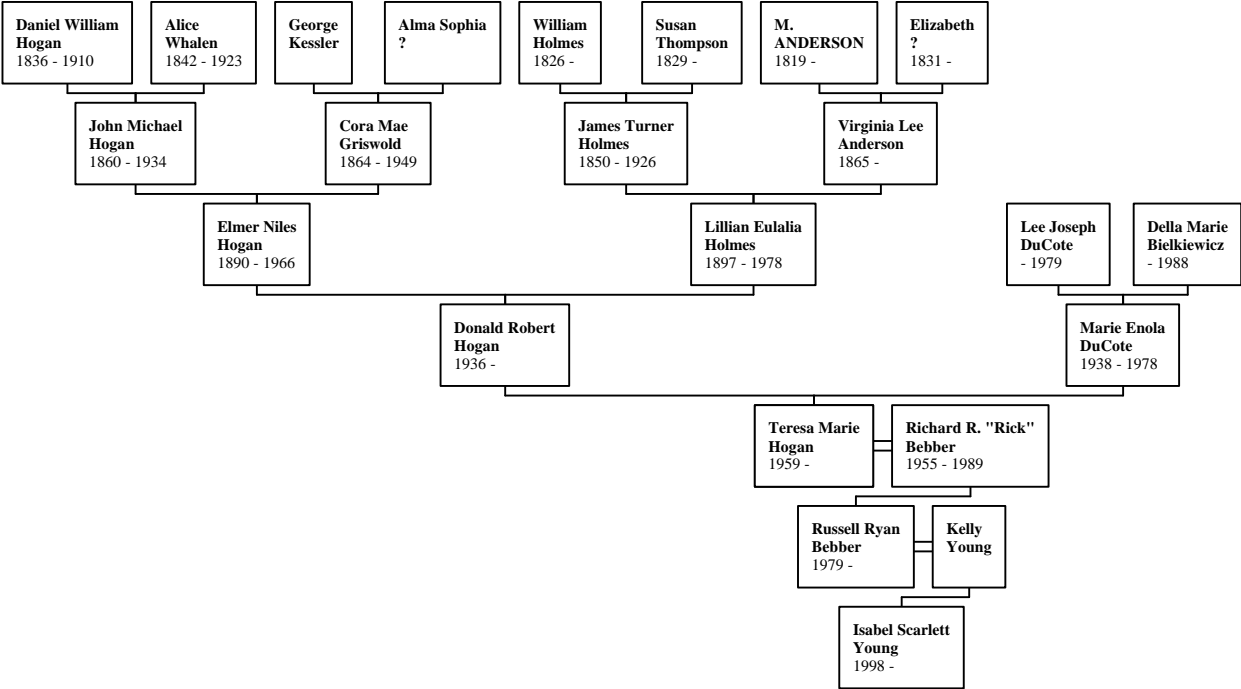 Daniel William
Hogan
1836 - 1910
Alice
Whalen
1842 - 1923
George
Kessler
Alma Sophia
?
William
Holmes
1826 -
Susan
Thompson
1829 -
M.
ANDERSON
1819 -
Elizabeth
?
1831 -
John Michael
Hogan
1860 - 1934
Cora Mae
Griswold
1864 - 1949
James Turner
Holmes
1850 - 1926
Virginia Lee
Anderson
1865 -
Elmer Niles
Hogan
1890 - 1966
Lillian Eulalia
Holmes
1897 - 1978
Lee Joseph
DuCote
- 1979
Della Marie
Bielkiewicz
- 1988
Donald Robert
Hogan
1936 -
Marie Enola
DuCote
1938 - 1978
Teresa Marie
Hogan
1959 -
Richard R. "Rick"
Bebber
1955 - 1989
Russell Ryan
Bebber
1979 -
Kelly
Young
Isabel Scarlett
Young
1998 -